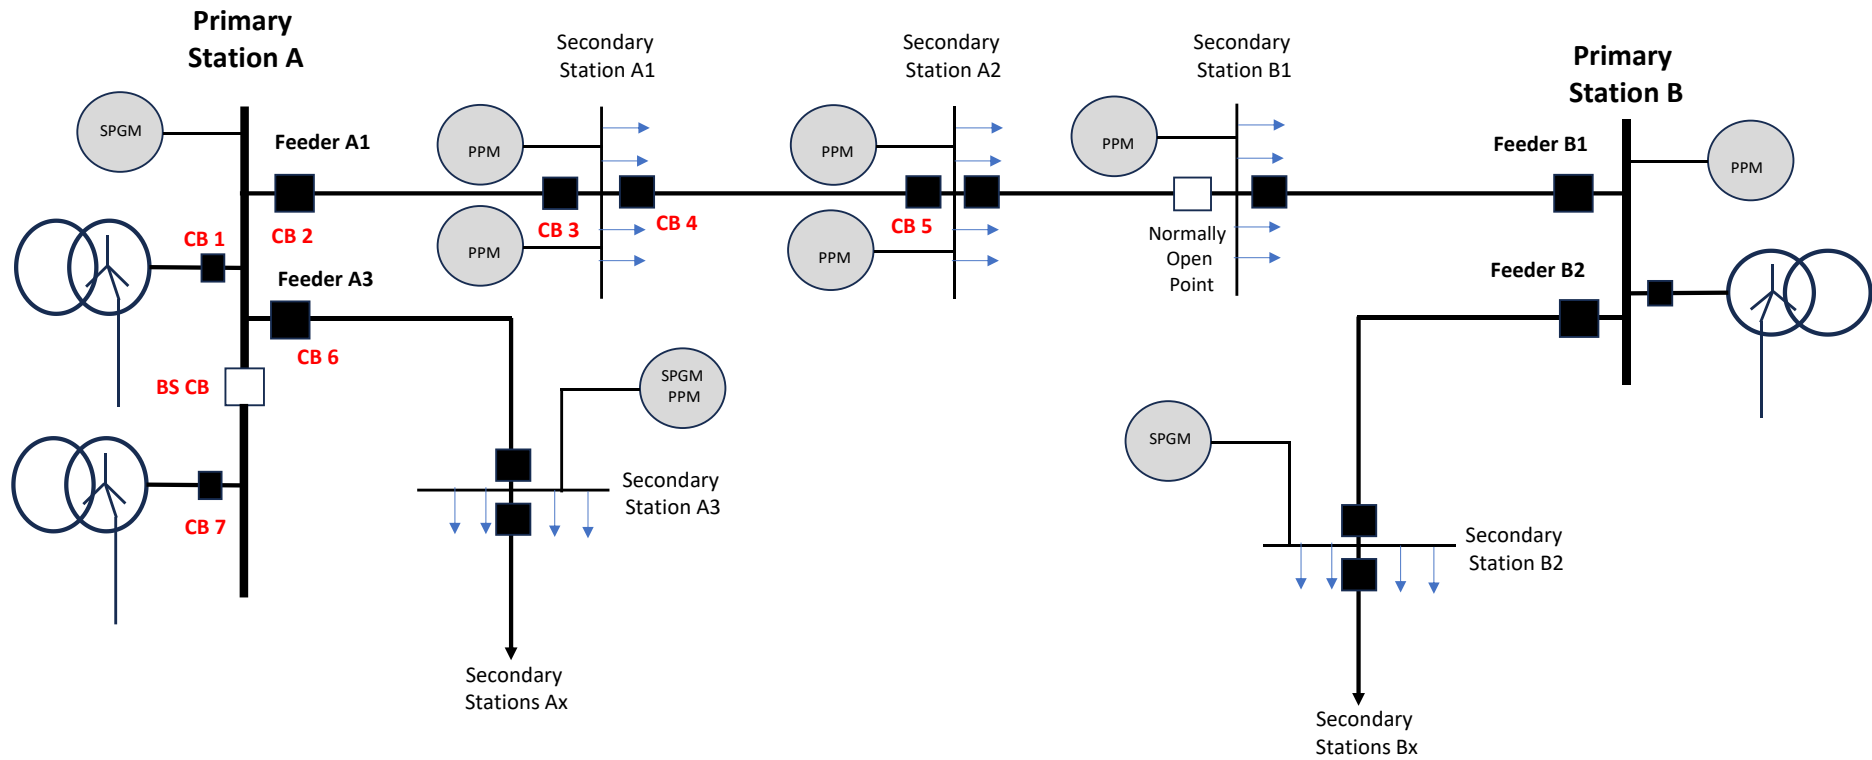 Primary
Station A
Secondary
Station A1
Secondary
Station A2
Secondary
Station B1
Primary
Station B
SPGM
Feeder A1
PPM
PPM
PPM
Feeder B1
PPM
CB 1
CB 2
PPM
CB 3
CB 4
PPM
CB 5
Normally
Open
Point
Feeder A3
Feeder B2
CB 6
BS CB
SPGM
PPM
SPGM
Secondary
Station A3
CB 7
Secondary
Station B2
Secondary
Stations Ax
Secondary
Stations Bx